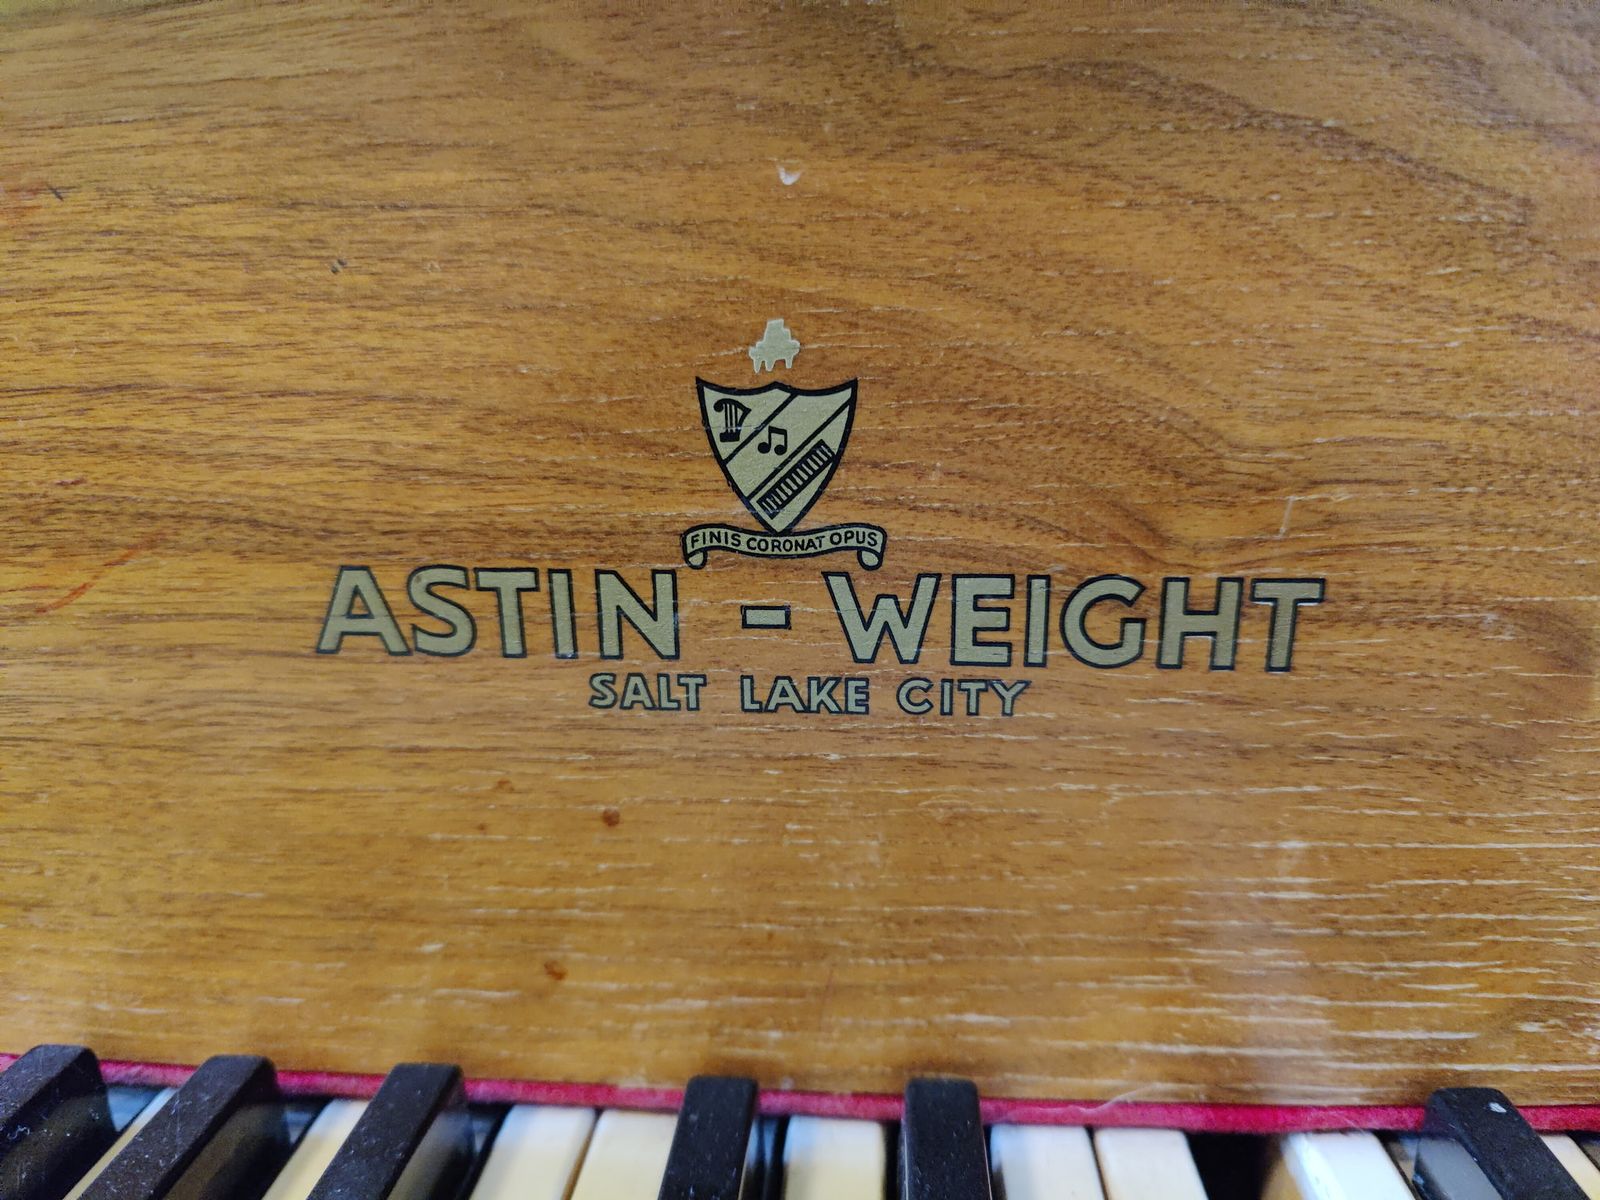 FINIS CORONAT OPUS
ASTIN - WEIGHT
SALT LAKE CITY